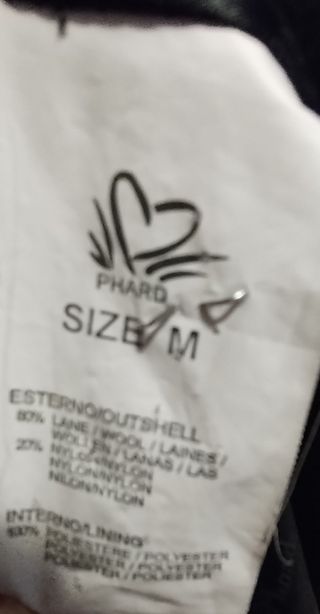 PHARD
SIZE M
ESTERNO/OUTSHELL
80% LANE / WOOL / LAINES /
WOLLEN / LANAS / LAS
20% NYLON/NYLON
NYLON/NYLON
NILON/NYLON
INTERNO/LINING
100% POLIESTERE / POLYESTER
POLYESTER / POLYESTER
POLIESTER / POLIESTER